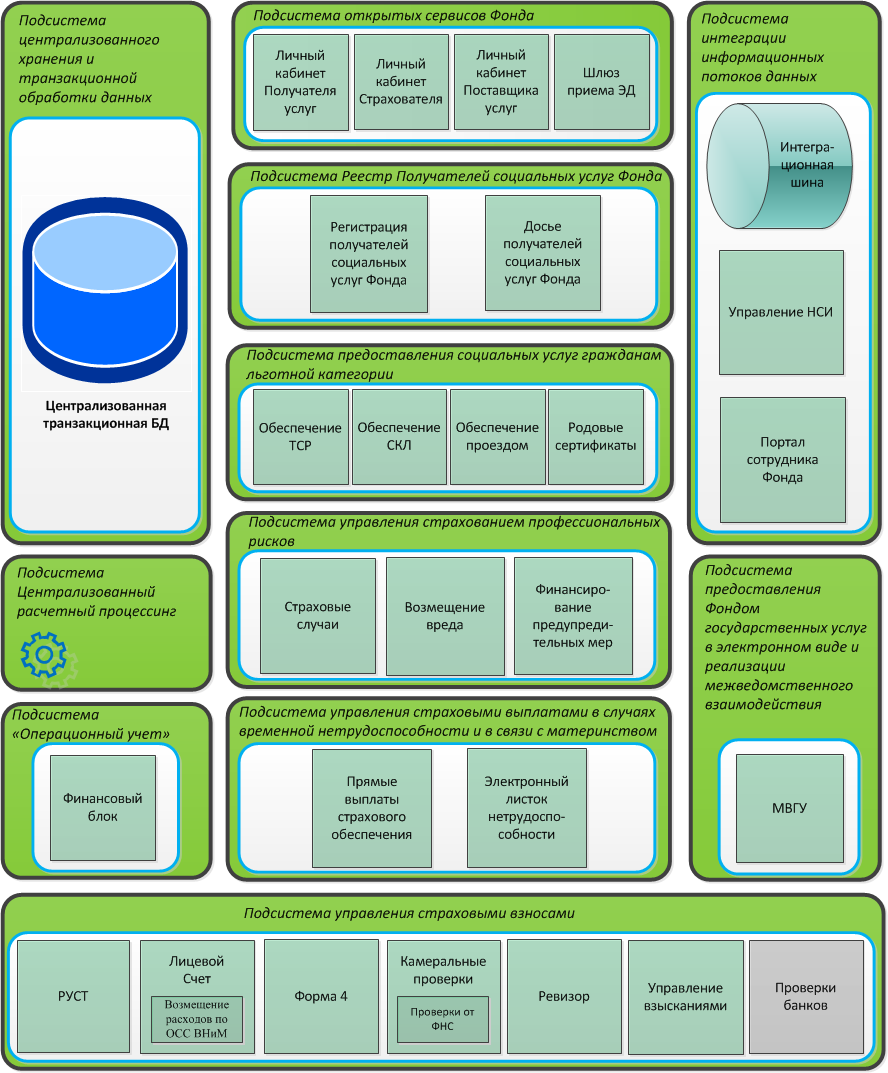 Подсистема
централизованного
хранения и
транзакционной
обработки данных
Централизованная
транзакционная БД
Подсистема открытых сервисов Фонда
Личный
кабинет
Получателя
услуг
Личный
кабинет
Страхователя
Личный
кабинет
Поставщика
услуг
Шлюз
приема ЭД
Подсистема
интеграции
информационных
потоков данных
Интегра-
ционная
шина
Управление НСИ
Портал
сотрудника
Фонда
Подсистема Реестр Получателей социальных услуг Фонда
Регистрация
получателей
социальных
услуг Фонда
Досье
получателей
социальных
услуг Фонда
Подсистема предоставления социальных услуг гражданам
льготной категории
Обеспечение
ТСР
Обеспечение
СКЛ
Обеспечение
проездом
Родовые
сертификаты
Подсистема управления страхованием профессиональных
рисков
Страховые
случаи
Возмещение
вреда
Финансиро-
вание
предупреди-
тельных мер
Подсистема
Централизованный
расчетный процессинг
Подсистема
предоставления
Фондом
государственных услуг
в электронном виде и
реализации
межведомственного
взаимодействия
МВГУ
Подсистема
«Операционный учет»
Финансовый
блок
Подсистема управления страховыми выплатами в случаях
временной нетрудоспособности и в связи с материнством
Прямые
выплаты
страхового
обеспечения
Электронный
листок
нетрудоспо-
собности
Подсистема управления страховыми взносами
РУСТ
Лицевой
Счет
Возмещение
расходов по
ОСС ВНиМ
Форма 4
Камеральные
проверки
Проверки от
ФНС
Ревизор
Управление
взысканиями
Проверки
банков